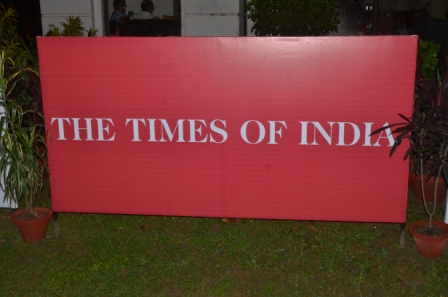 THE TIMES OF INDIA